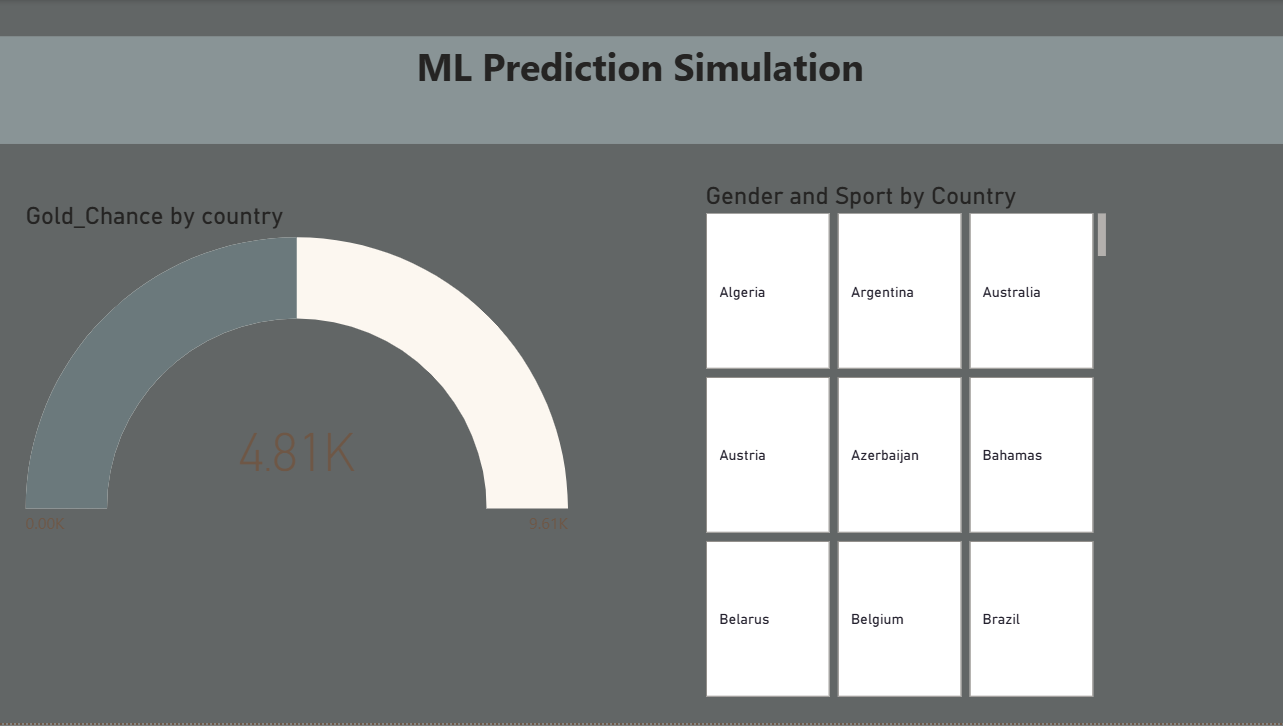 ML Prediction Simulation
Gold_Chance by country
4.81K
0.00K
9.61K
Gender and Sport by Country
Algeria
Argentina
Australia
Austria
Azerbaijan
Bahamas
Belarus
Belgium
Brazil